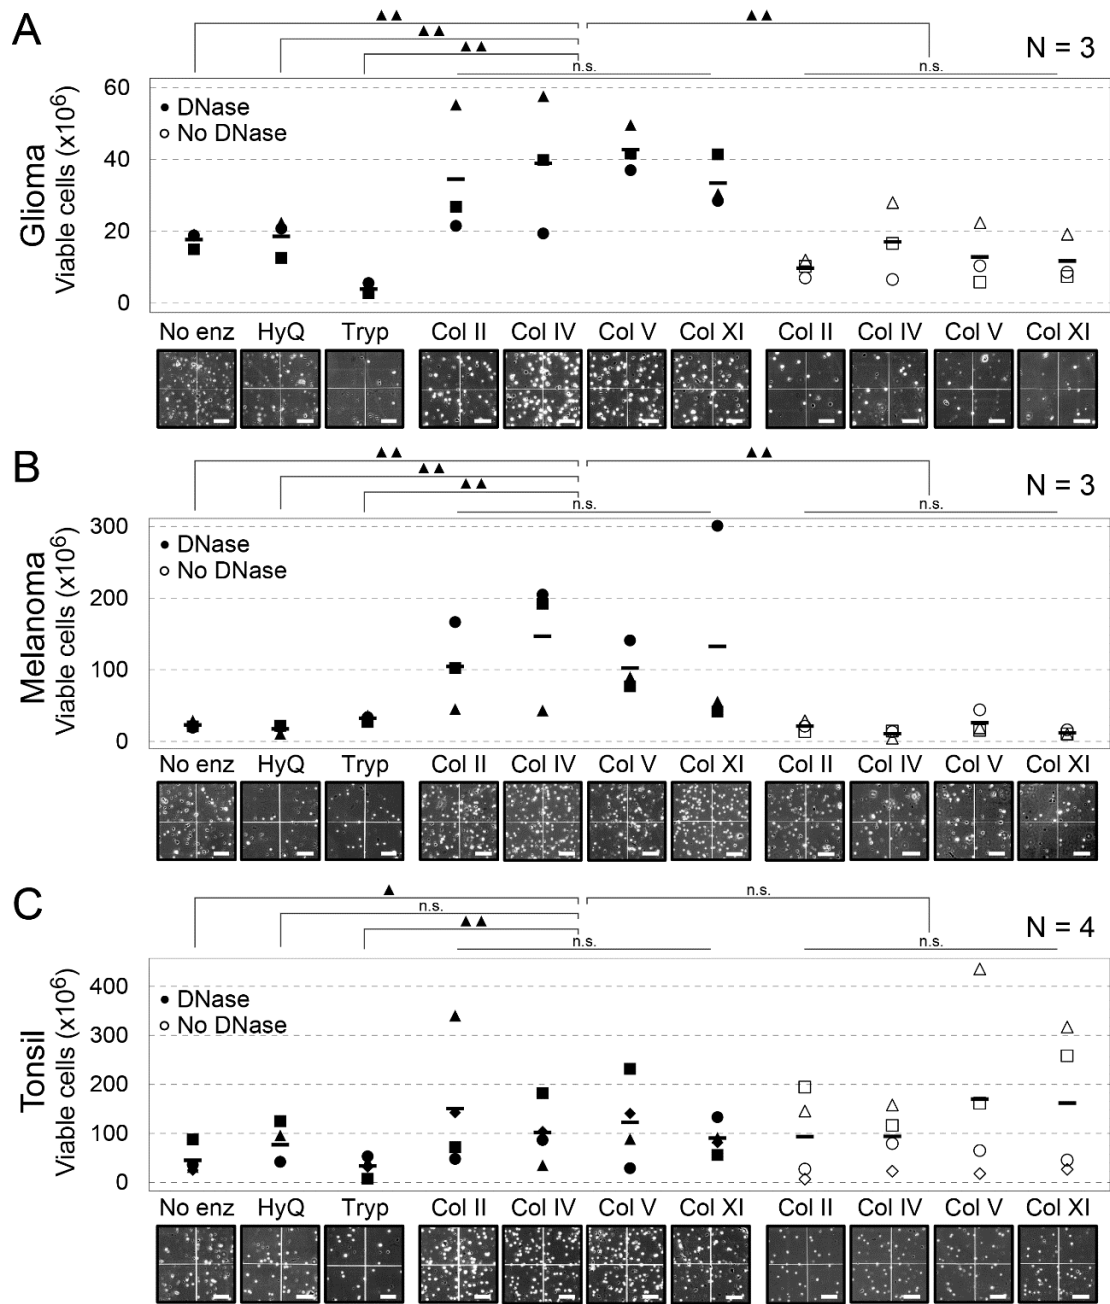 A
▲▲ ▲▲
▲▲
▲▲
N = 3
n.s. n.s.
Glioma
Viable cells (x10⁶)
60
40
20
0
● DNase
○ No DNase
No enz HyQ Tryp Col II Col IV Col V Col XI Col II Col IV Col V Col XI
B
▲▲ ▲▲
▲▲
▲▲
N = 3
n.s. n.s.
Melanoma
Viable cells (x10⁶)
300
200
100
0
● DNase
○ No DNase
No enz HyQ Tryp Col II Col IV Col V Col XI Col II Col IV Col V Col XI
C
▲ n.s.
n.s.
▲▲
N = 4
n.s. n.s.
Tonsil
Viable cells (x10⁶)
400
300
200
100
0
● DNase
○ No DNase
No enz HyQ Tryp Col II Col IV Col V Col XI Col II Col IV Col V Col XI